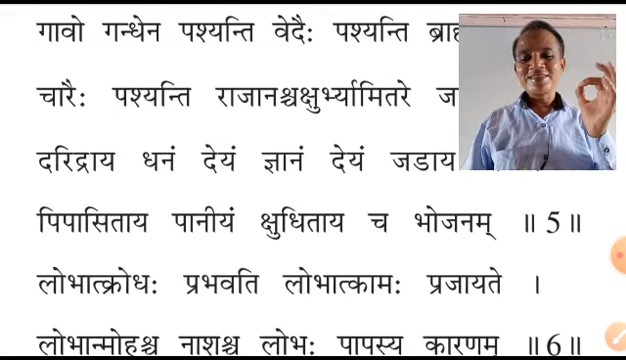 गावो गन्धेन पश्यन्ति वेदैः पश्यन्ति
चारैः पश्यन्ति राजानश्चक्षुर्भ्यामितरे
दरिद्राय धनं देयं ज्ञानं देयं जडाय
पिपासिताय पानीयं क्षुधिताय च भोजनम् ॥ 5 ॥
लोभात्क्रोधः प्रभवति लोभात्कामः प्रजायते ।
लोभान्मोहश्च नाशश्च लोभः पापस्य कारणम् ॥ 6 ॥